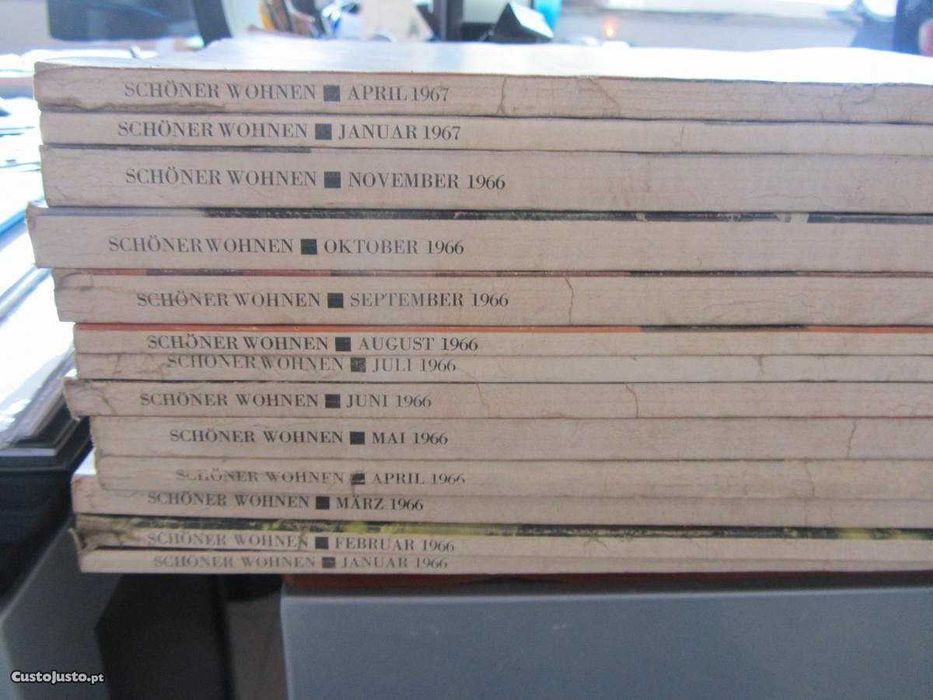 SCHÖNER WOHNEN ■ APRIL 1967
SCHÖNER WOHNEN ■ JANUAR 1967
SCHÖNER WOHNEN ■ NOVEMBER 1966
SCHÖNER WOHNEN ■ OKTOBER 1966
SCHÖNER WOHNEN ■ SEPTEMBER 1966
SCHÖNER WOHNEN ■ AUGUST 1966
SCHÖNER WOHNEN ■ JULI 1966
SCHÖNER WOHNEN ■ JUNI 1966
SCHÖNER WOHNEN ■ MAI 1966
SCHÖNER WOHNEN ■ APRIL 1966
SCHÖNER WOHNEN ■ MÄRZ 1966
SCHÖNER WOHNEN ■ FEBRUAR 1966
SCHÖNER WOHNEN ■ JANUAR 1966
CustoJusto.pt